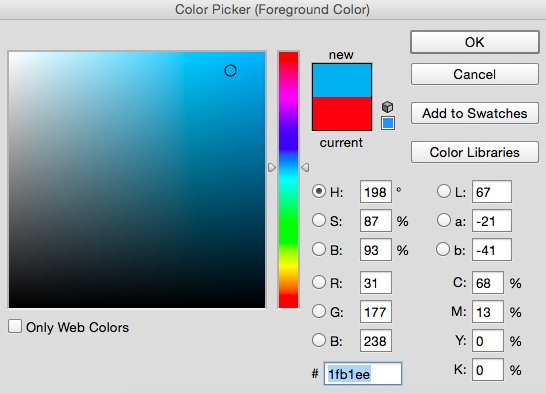 Color Picker (Foreground Color)
new
current
OK
Cancel
Add to Swatches
Color Libraries
H: 198 °
S: 87 %
B: 93 %
R: 31
G: 177
B: 238
# 1fb1ee
L: 67
a: -21
b: -41
C: 68 %
M: 13 %
Y: 0 %
K: 0 %
Only Web Colors